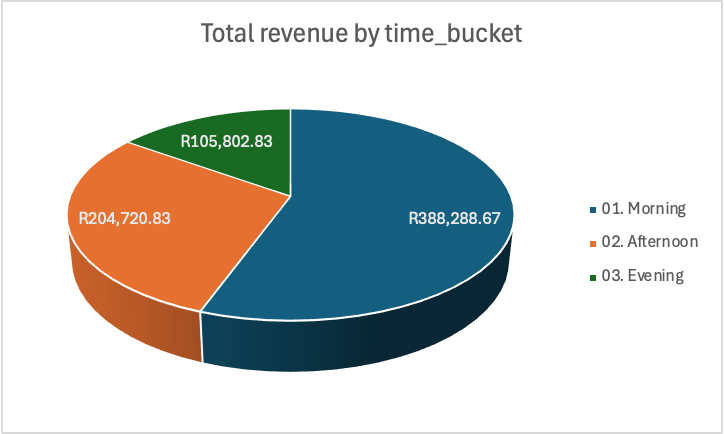 Total revenue by time_bucket
R105,802.83
R204,720.83
R388,288.67
01. Morning
02. Afternoon
03. Evening